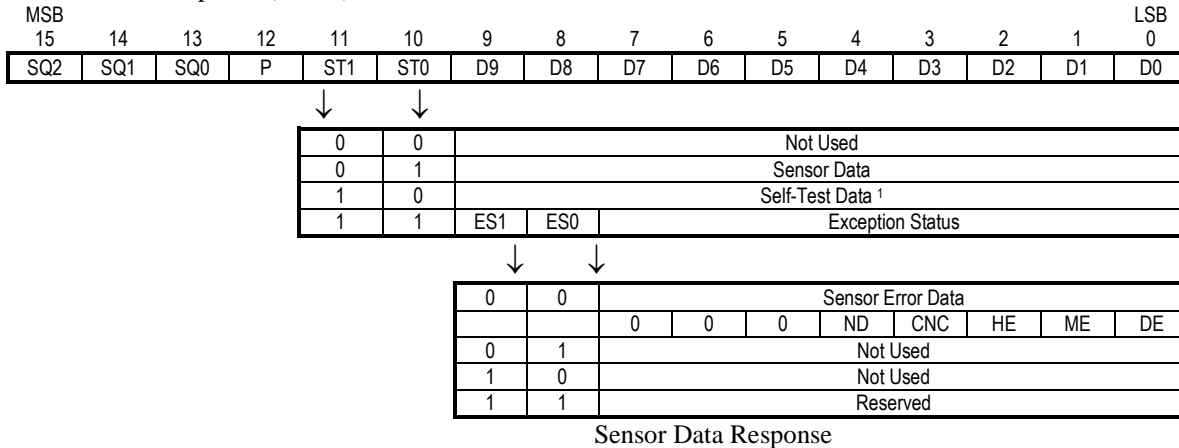 MSB LSB
15 14 13 12 11 10 9 8 7 6 5 4 3 2 1 0
SQ2 SQ1 SQ0 P ST1 ST0 D9 D8 D7 D6 D5 D4 D3 D2 D1 D0
↓ ↓
0 0 Not Used
0 1 Sensor Data
1 0 Self-Test Data ¹
1 1 ES1 ES0 Exception Status
↓ ↓
0 0 Sensor Error Data
0 0 0 ND CNC HE ME DE
0 1 Not Used
1 0 Not Used
1 1 Reserved
Sensor Data Response